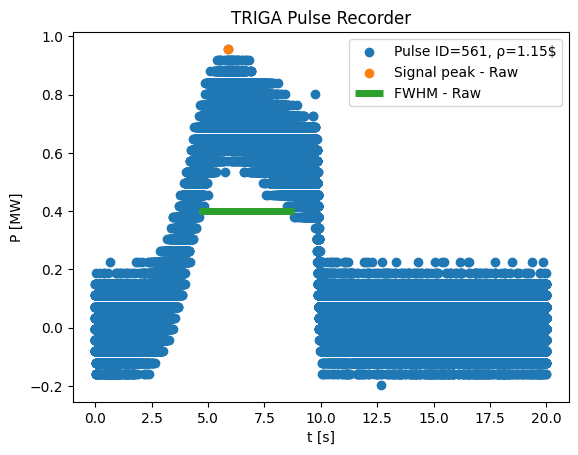 TRIGA Pulse Recorder
Pulse ID=561, ρ=1.15$
Signal peak - Raw
FWHM - Raw
P [MW]
1.0
0.8
0.6
0.4
0.2
0.0
−0.2
0.0 2.5 5.0 7.5 10.0 12.5 15.0 17.5 20.0
t [s]